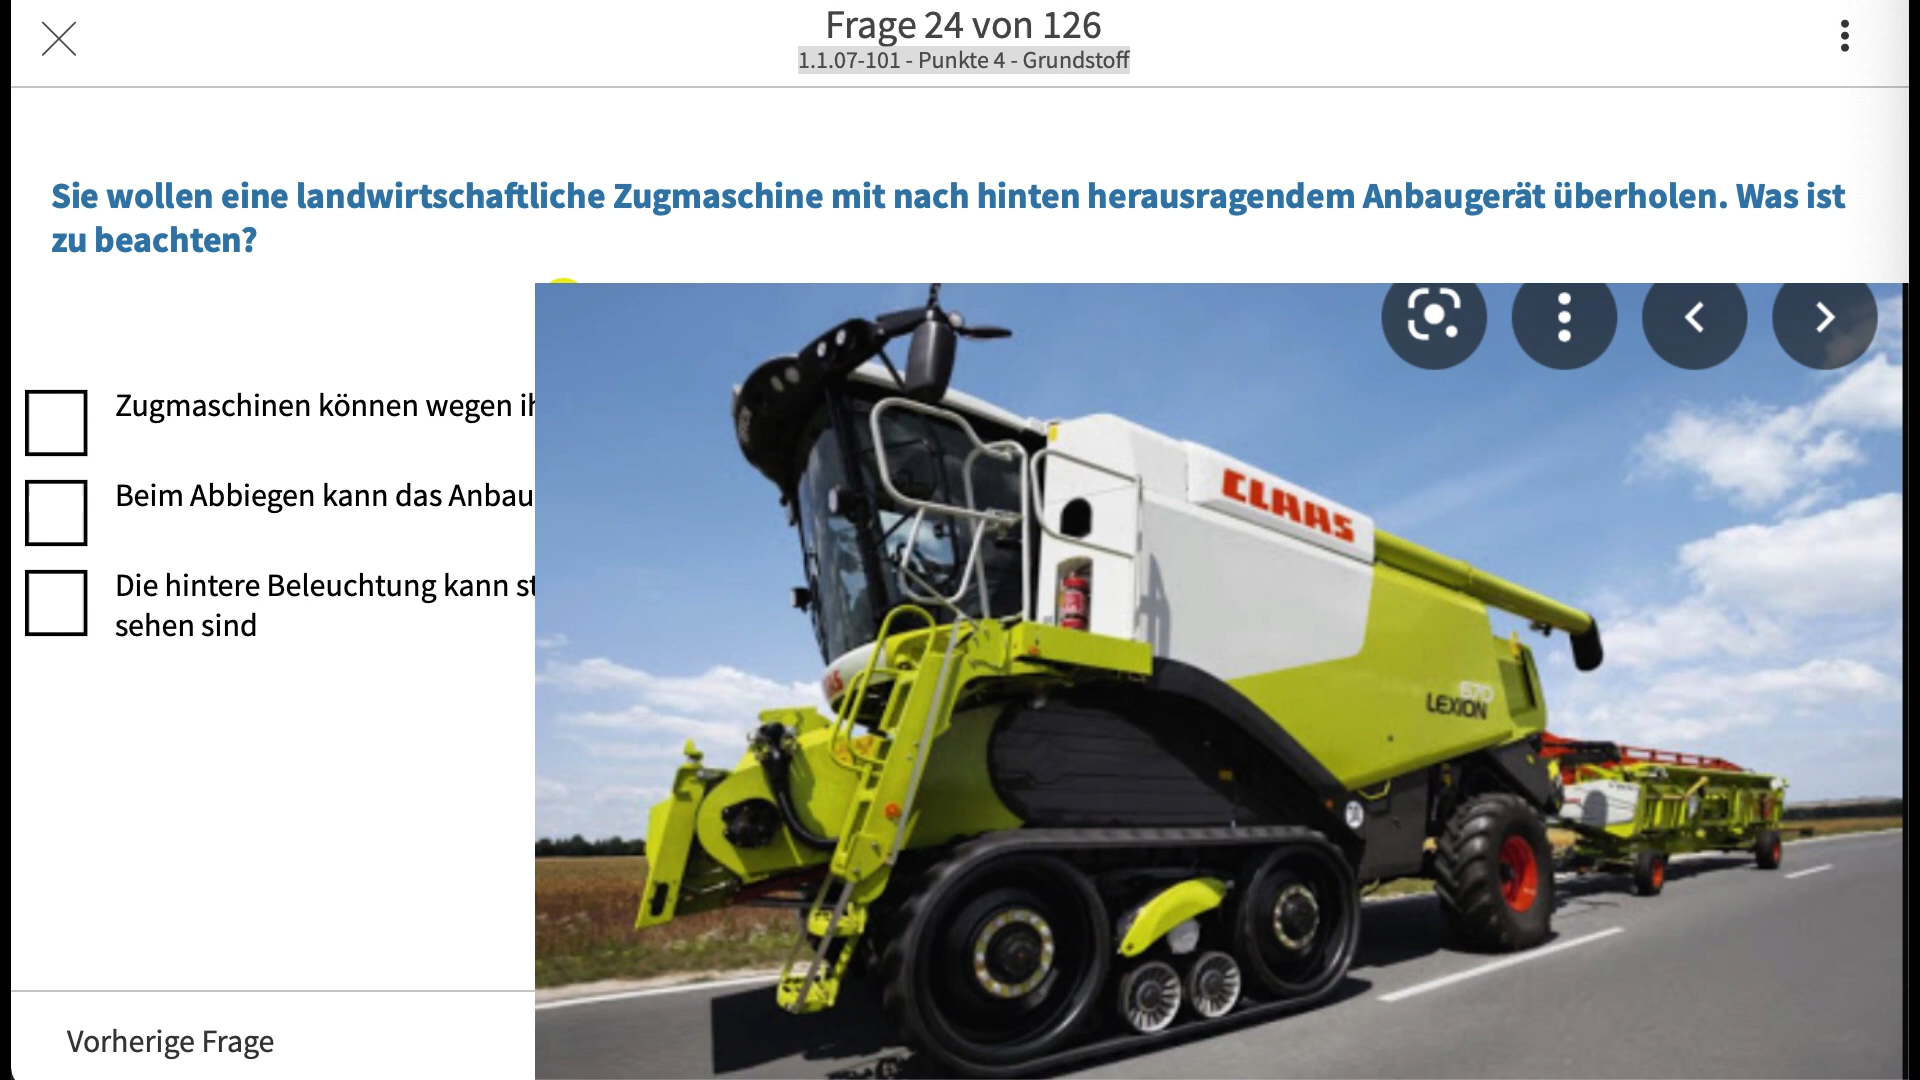 Frage 24 von 126
1.1.07-101 - Punkte 4 - Grundstoff
Sie wollen eine landwirtschaftliche Zugmaschine mit nach hinten herausragendem Anbaugerät überholen. Was ist
zu beachten?
Zugmaschinen können wegen
Beim Abbiegen kann das Anbau
Die hintere Beleuchtung kann
sehen sind
CLAAS
670
LEXION
Vorherige Frage